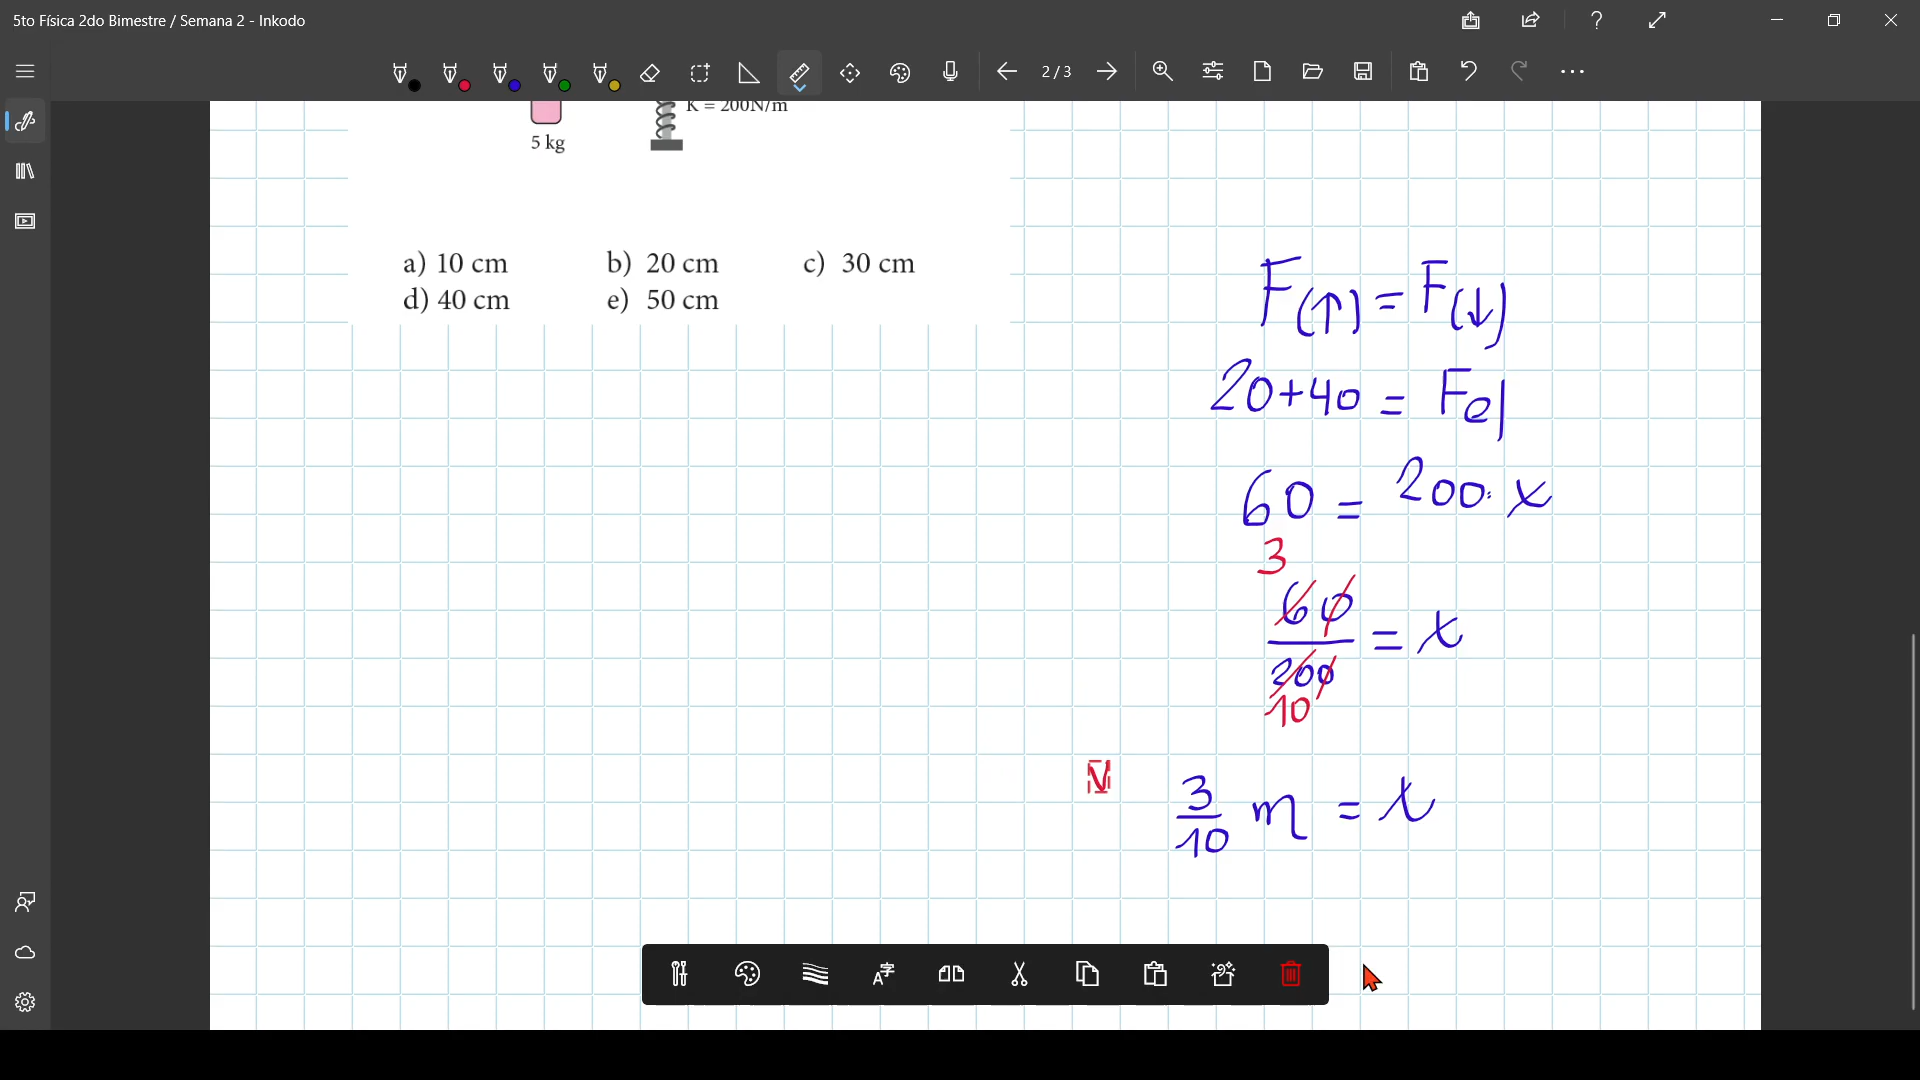 5to Física 2do Bimestre / Semana 2 - Inkodo
2 / 3
K = 200N/m
5 kg
a) 10 cm b) 20 cm c) 30 cm
d) 40 cm e) 50 cm
F(↑) = F(↓)
20+40 = Fel
60 = 200. x
3
60/200 = x
10
3/10 m = x